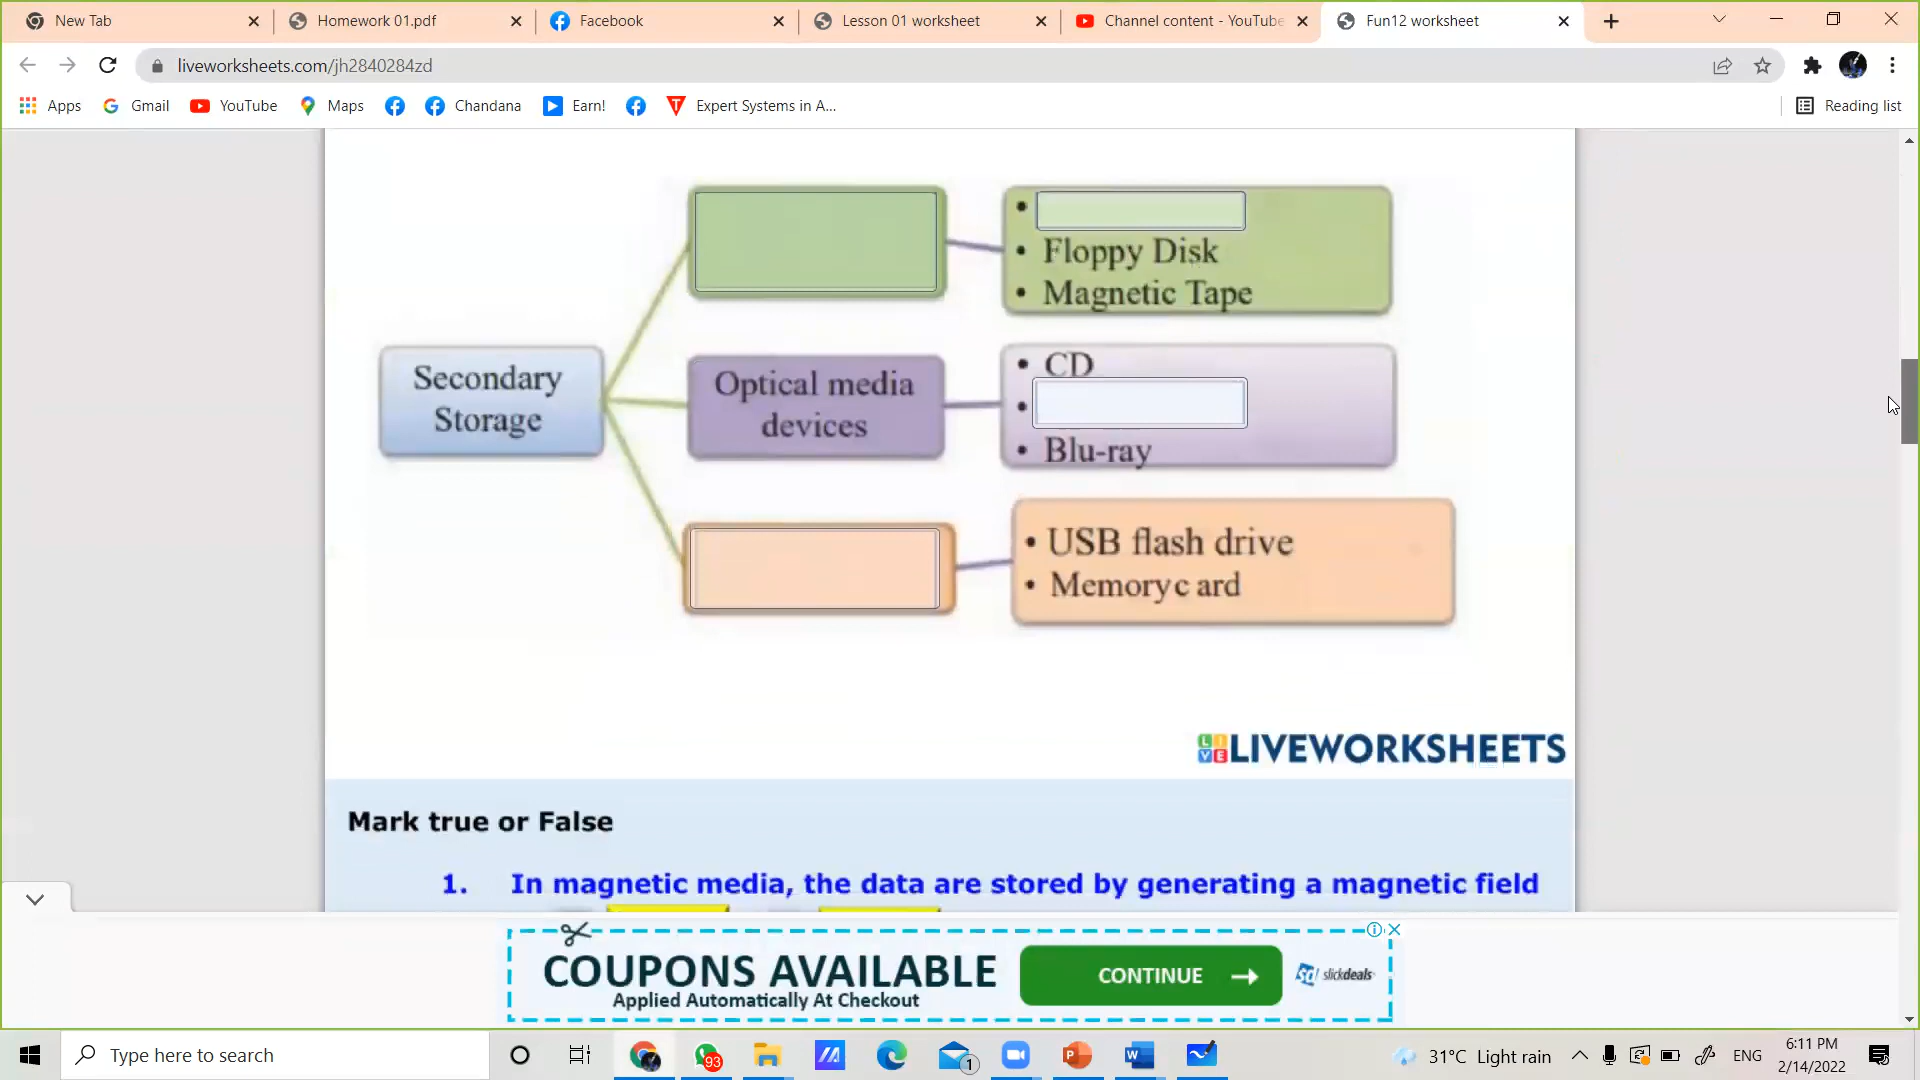 New Tab
Homework 01.pdf
Facebook
Lesson 01 worksheet
Channel content - YouTube
Fun12 worksheet
liveworksheets.com/jh2840284zd
Apps
Gmail
YouTube
Maps
Chandana
Earn!
Expert Systems in A...
Reading list
• Floppy Disk
• Magnetic Tape
Secondary
Storage
Optical media
devices
• CD
•
• Blu-ray
• USB flash drive
• Memoryc ard
LIVEWORKSHEETS
Mark true or False
1. In magnetic media, the data are stored by generating a magnetic field
COUPONS AVAILABLE
Applied Automatically At Checkout
CONTINUE
slickdeals
Type here to search
93
1
31°C Light rain
ENG
6:11 PM
2/14/2022